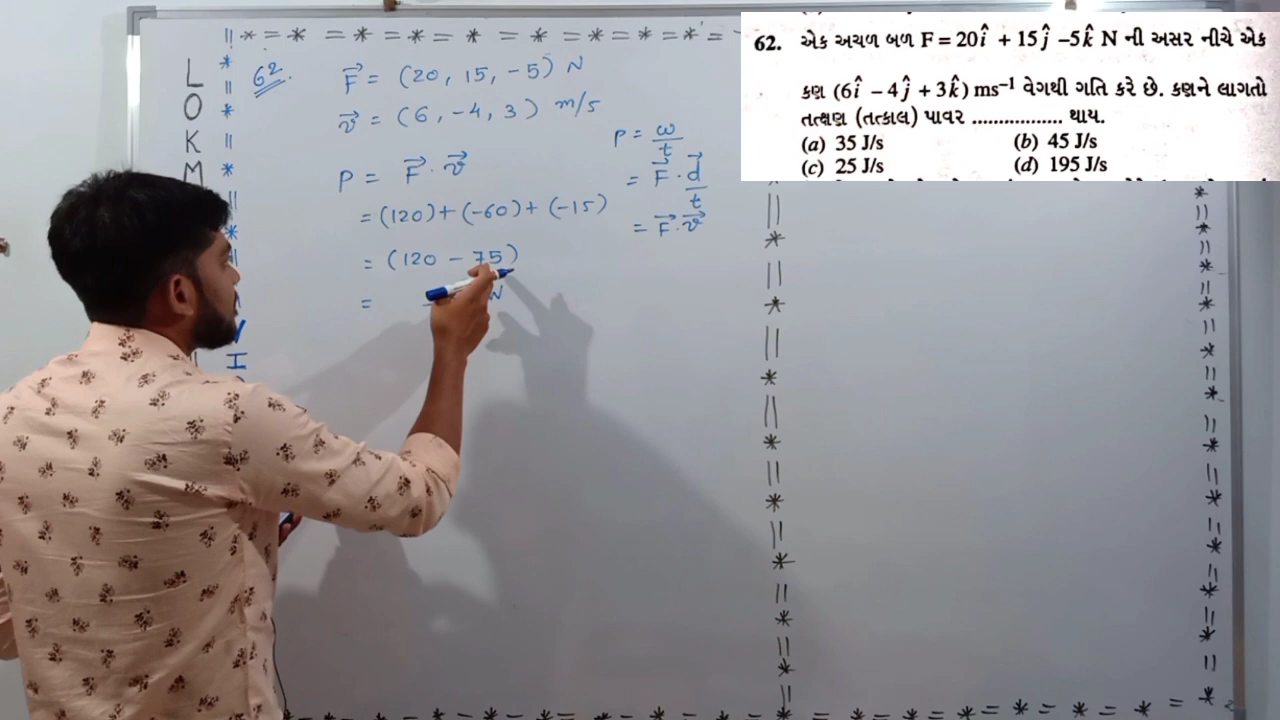 || * = * = * = * = * = * = * = * = * =
L
O
K
M
V
I
62.
F⃗ = (20, 15, -5) N
v⃗ = (6, -4, 3) m/s
P = F⃗ · v⃗
= (120) + (-60) + (-15)
= (120 - 75)
=
P = ω/t
= F⃗ · d⃗/t
= F⃗ · v⃗
62. એક અચળ બળ F = 20î + 15ĵ –5k̂ N ની અસર નીચે એક
કણ (6î – 4ĵ + 3k̂) ms⁻¹ વેગથી ગતિ કરે છે. કણને લાગતો
તત્ક્ષણ (તત્કાલ) પાવર ................. થાય.
(a) 35 J/s (b) 45 J/s
(c) 25 J/s (d) 195 J/s